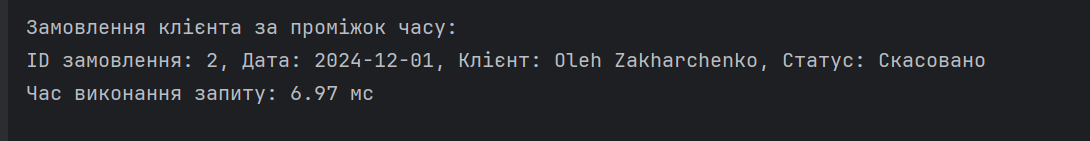 Замовлення клієнта за проміжок часу:
ID замовлення: 2, Дата: 2024-12-01, Клієнт: Oleh Zakharchenko, Статус: Скасовано
Час виконання запиту: 6.97 мс